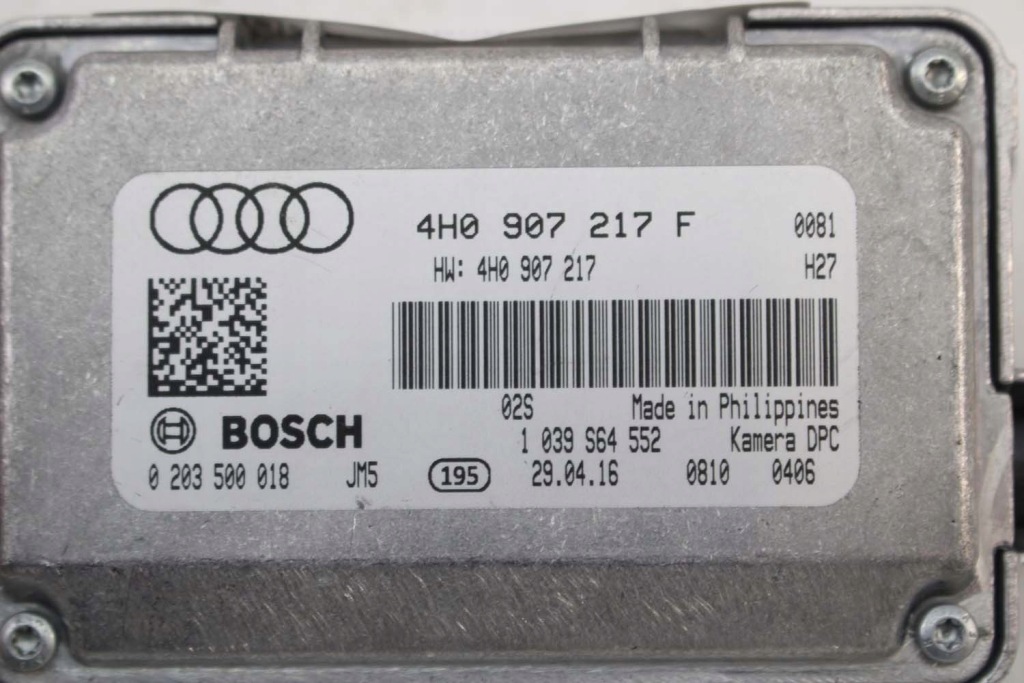 4H0 907 217 F 0081
HW: 4H0 907 217 H27
02S Made in Philippines
BOSCH 1 039 S64 552 Kamera DPC
0 203 500 018 JM5 195 29.04.16 0810 0406